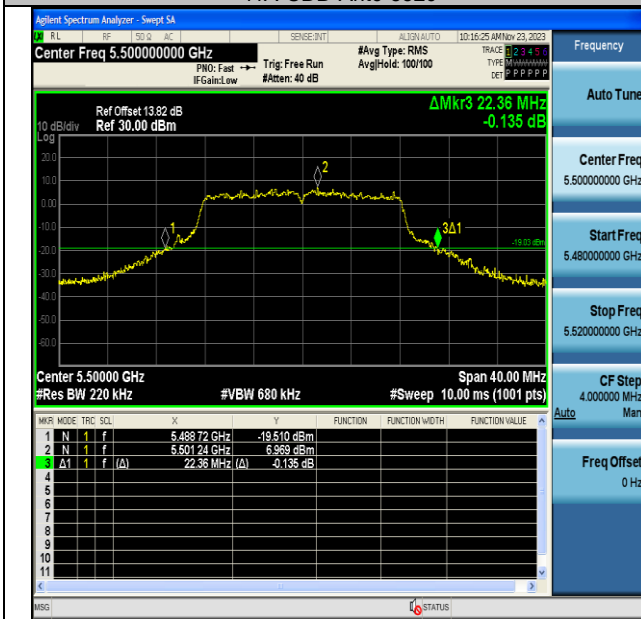 Agilent Spectrum Analyzer - Swept SA
RL RF 50 Ω AC SENSE:INT ALIGN AUTO 10:16:25 AM Nov 23, 2023
Center Freq 5.500000000 GHz
PNO: Fast
IFGain:Low
Trig: Free Run
#Atten: 40 dB
#Avg Type: RMS
Avg|Hold: 100/100
TRACE 1 2 3 4 5 6
TYPE MWWWWW
DET P P P P P P
Ref Offset 13.82 dB
10 dB/div Ref 30.00 dBm
Log
ΔMkr3 22.36 MHz
-0.135 dB
20.0
10.0
0.00
-10.0
-20.0
-30.0
-40.0
-50.0
-60.0
1
2
3Δ1
-19.03 dBm
Center 5.50000 GHz Span 40.00 MHz
#Res BW 220 kHz #VBW 680 kHz #Sweep 10.00 ms (1001 pts)
MKR MODE TRC SCL X Y FUNCTION FUNCTION WIDTH FUNCTION VALUE
1 N 1 f 5.488 72 GHz -19.510 dBm
2 N 1 f 5.501 24 GHz 6.969 dBm
3 Δ1 1 f (Δ) 22.36 MHz (Δ) -0.135 dB
4
5
6
7
8
9
10
11
MSG STATUS
Frequency
Auto Tune
Center Freq
5.500000000 GHz
Start Freq
5.480000000 GHz
Stop Freq
5.520000000 GHz
CF Step
4.000000 MHz
Auto Man
Freq Offset
0 Hz